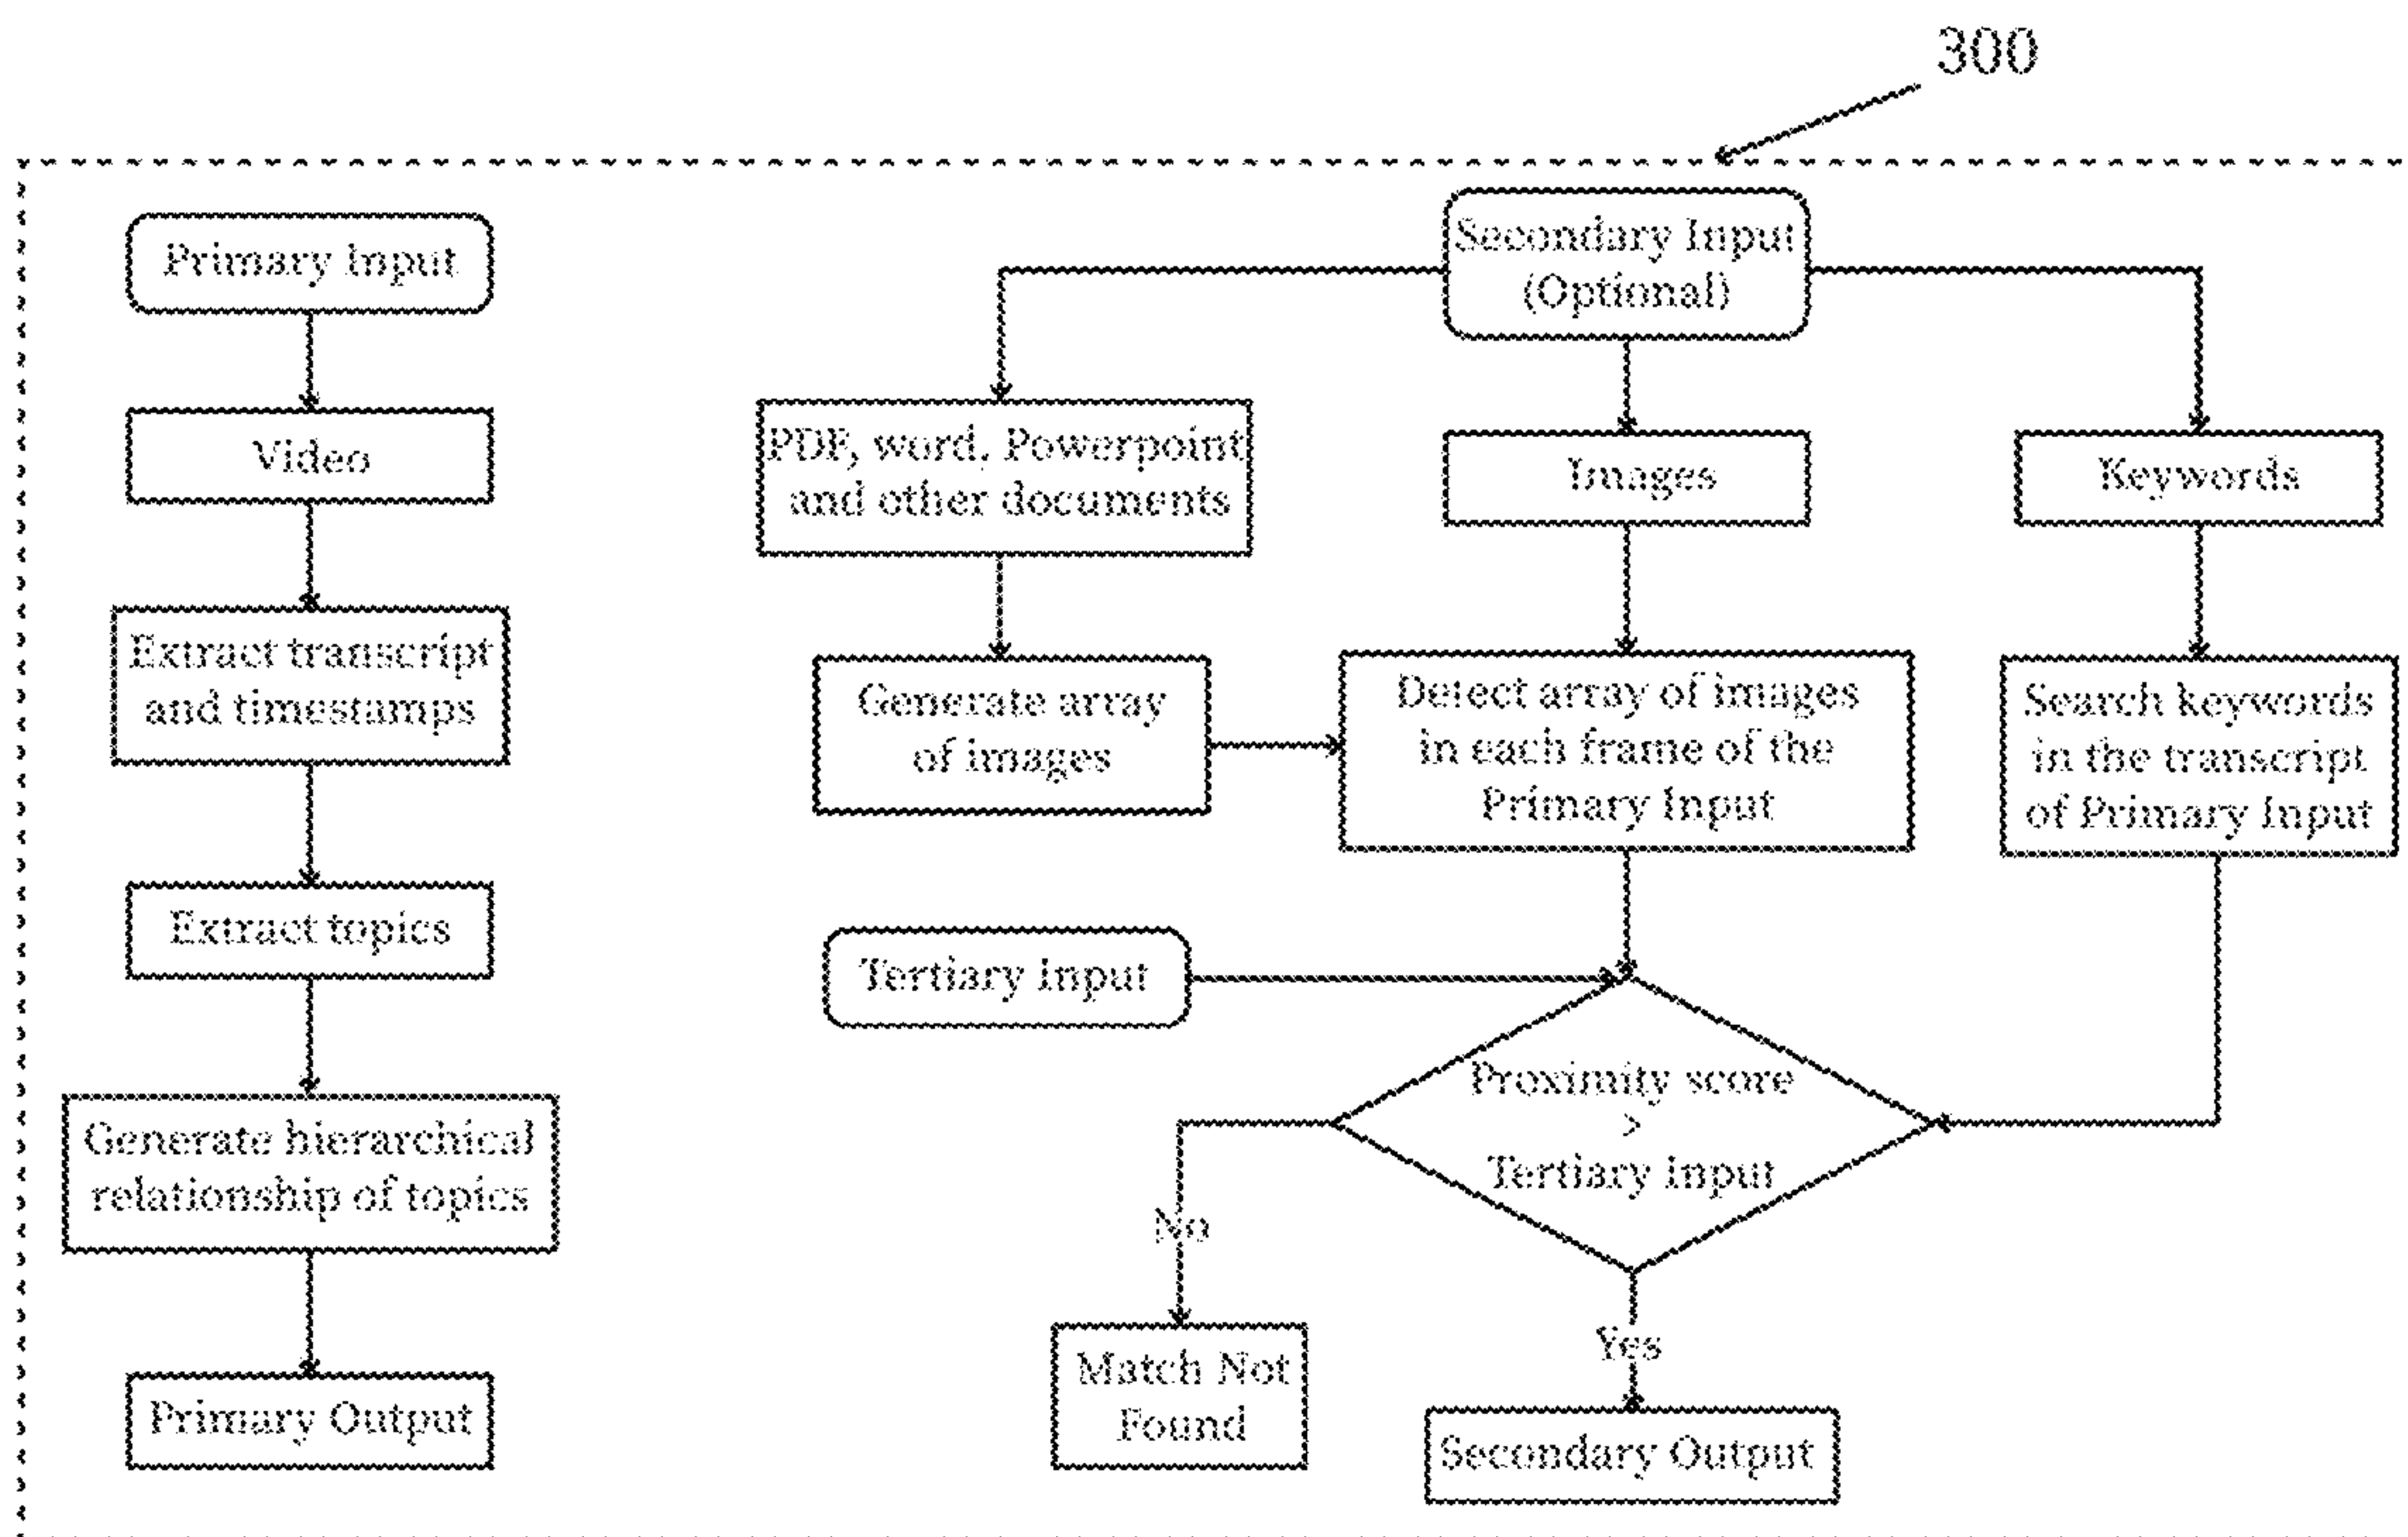 300
Primary Input
Video
Extract transcript
and timestamps
Extract topics
Generate hierarchical
relationship of topics
Primary Output
Secondary Input
(Optional)
PDF, word, Powerpoint
and other documents
Images
Keywords
Generate array
of images
Detect array of images
in each frame of the
Primary Input
Search keywords
in the transcript
of Primary Input
Tertiary Input
Proximity score
>
Tertiary Input
No
Yes
Match Not
Found
Secondary Output